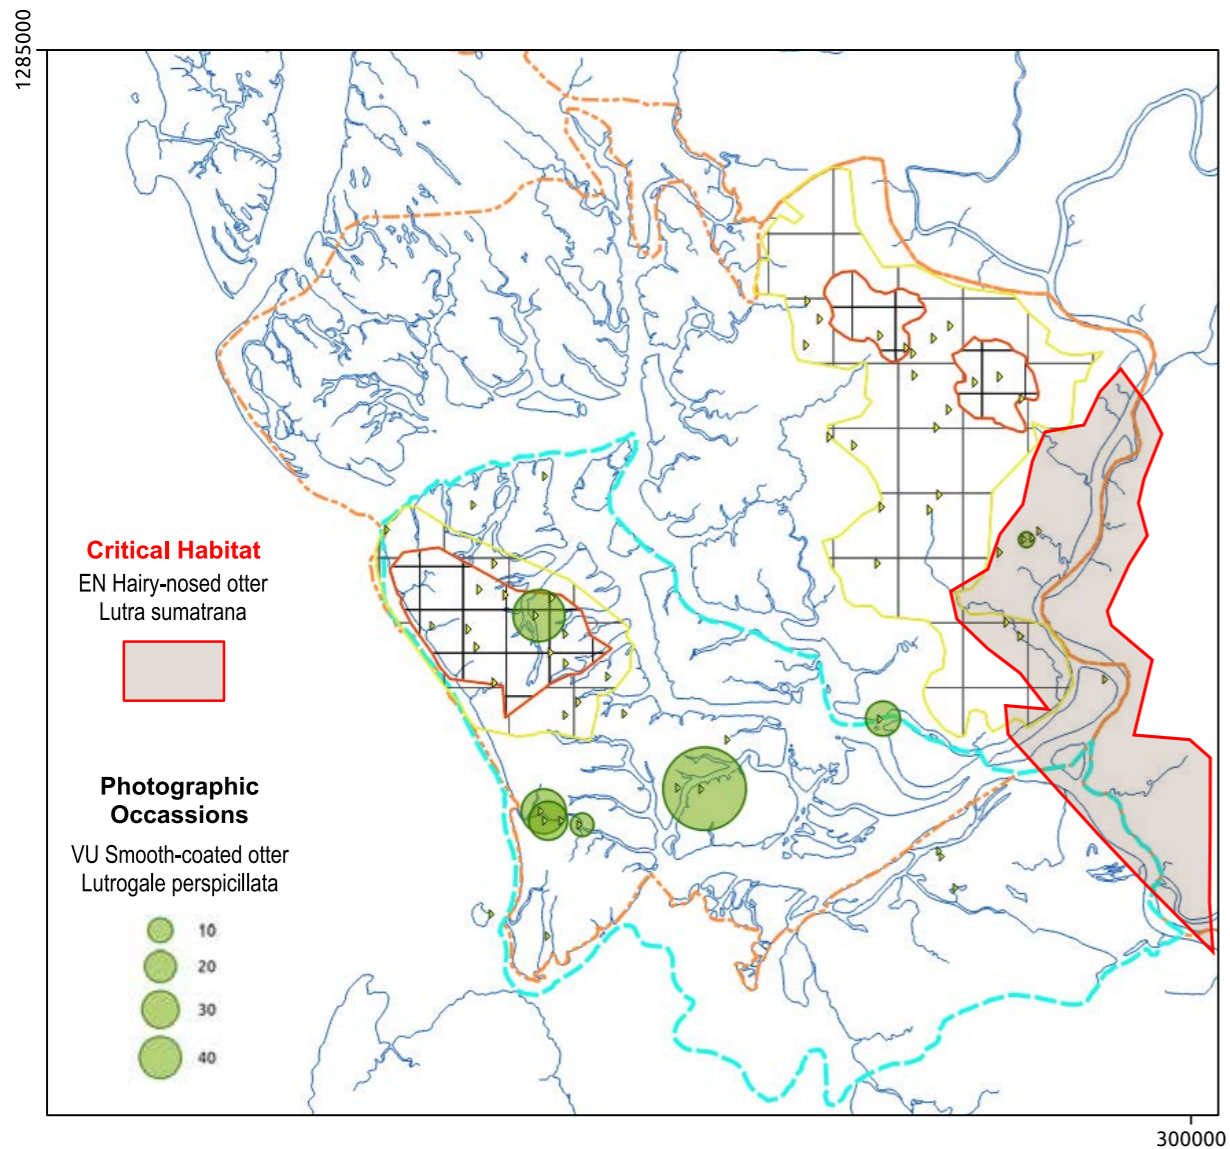 1285000
Critical Habitat
EN Hairy-nosed otter
Lutra sumatrana
Photographic
Occassions
VU Smooth-coated otter
Lutrogale perspicillata
10
20
30
40
300000